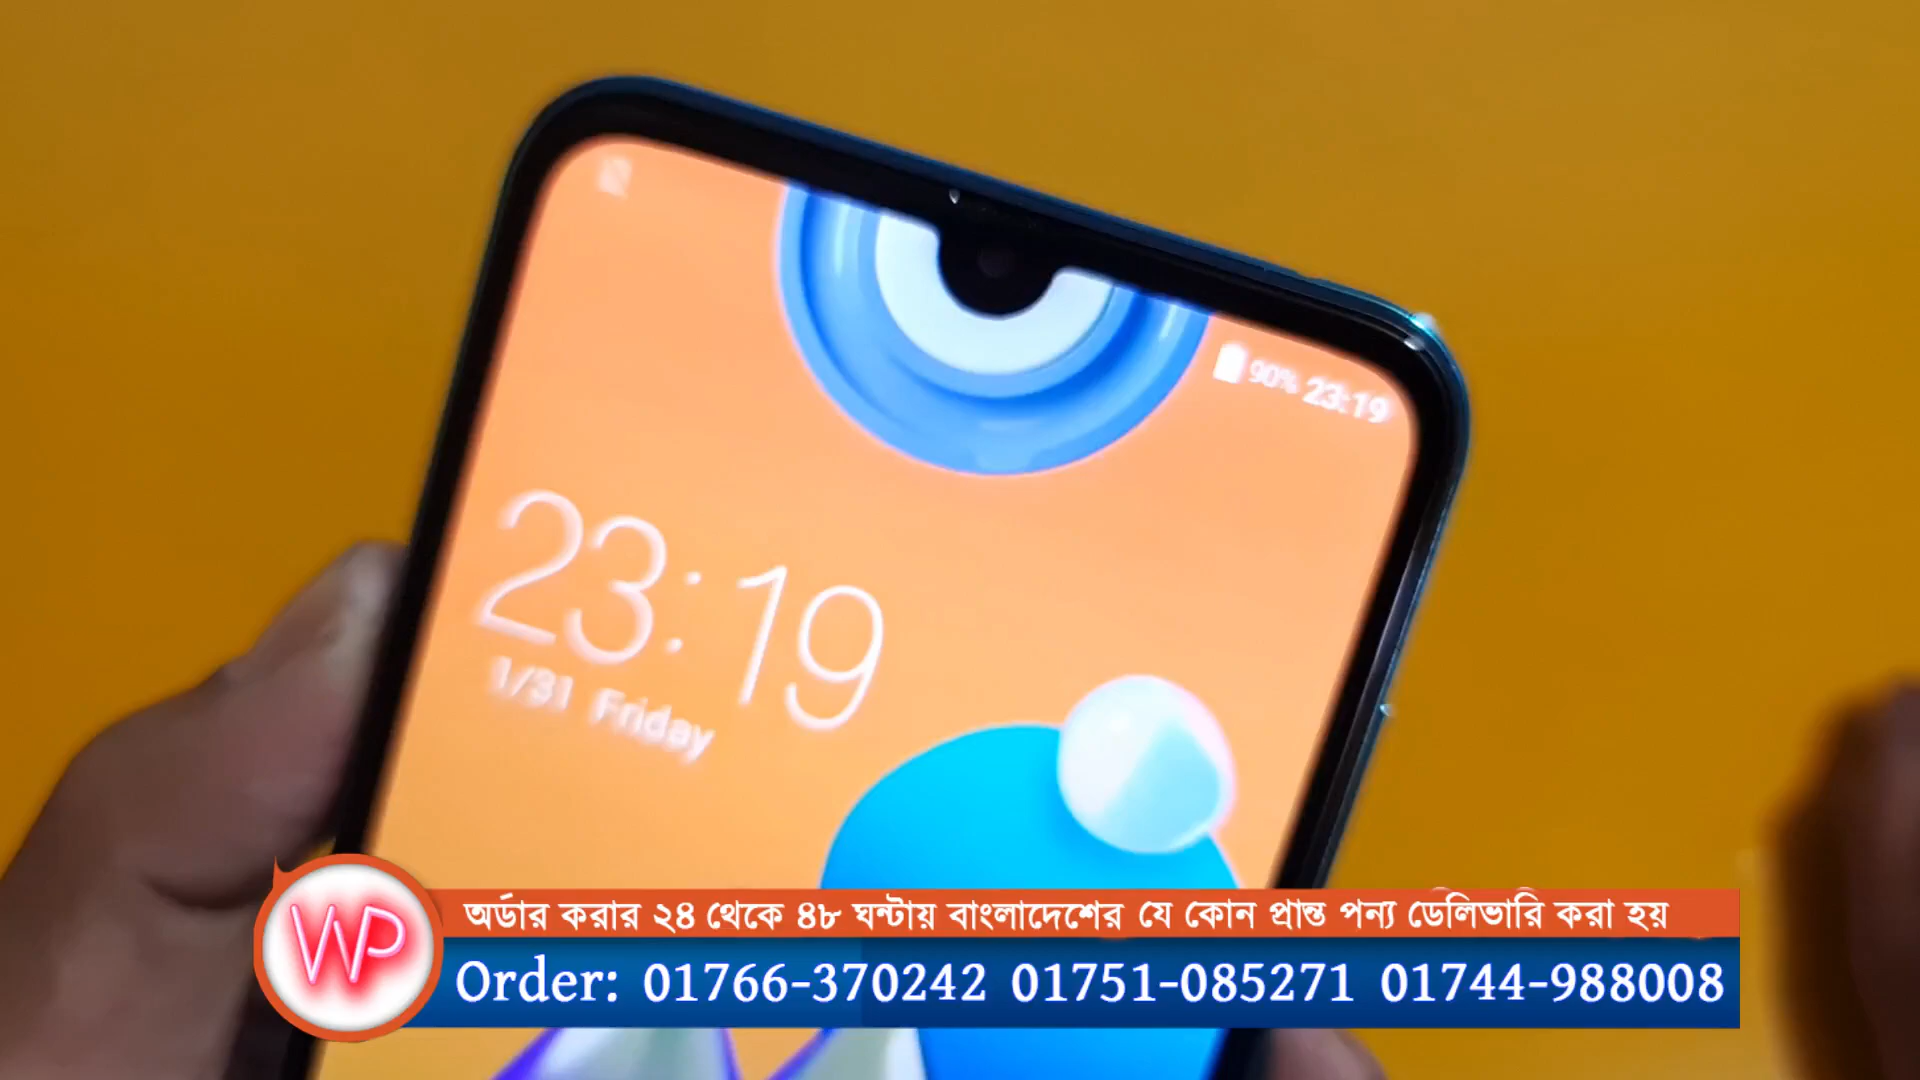 90% 23:19
23:19
1/31 Friday
WP
অর্ডার করার ২৪ থেকে ৪৮ ঘন্টায় বাংলাদেশের যে কোন প্রান্ত পন্য ডেলিভারি করা হয়
Order: 01766-370242 01751-085271 01744-988008